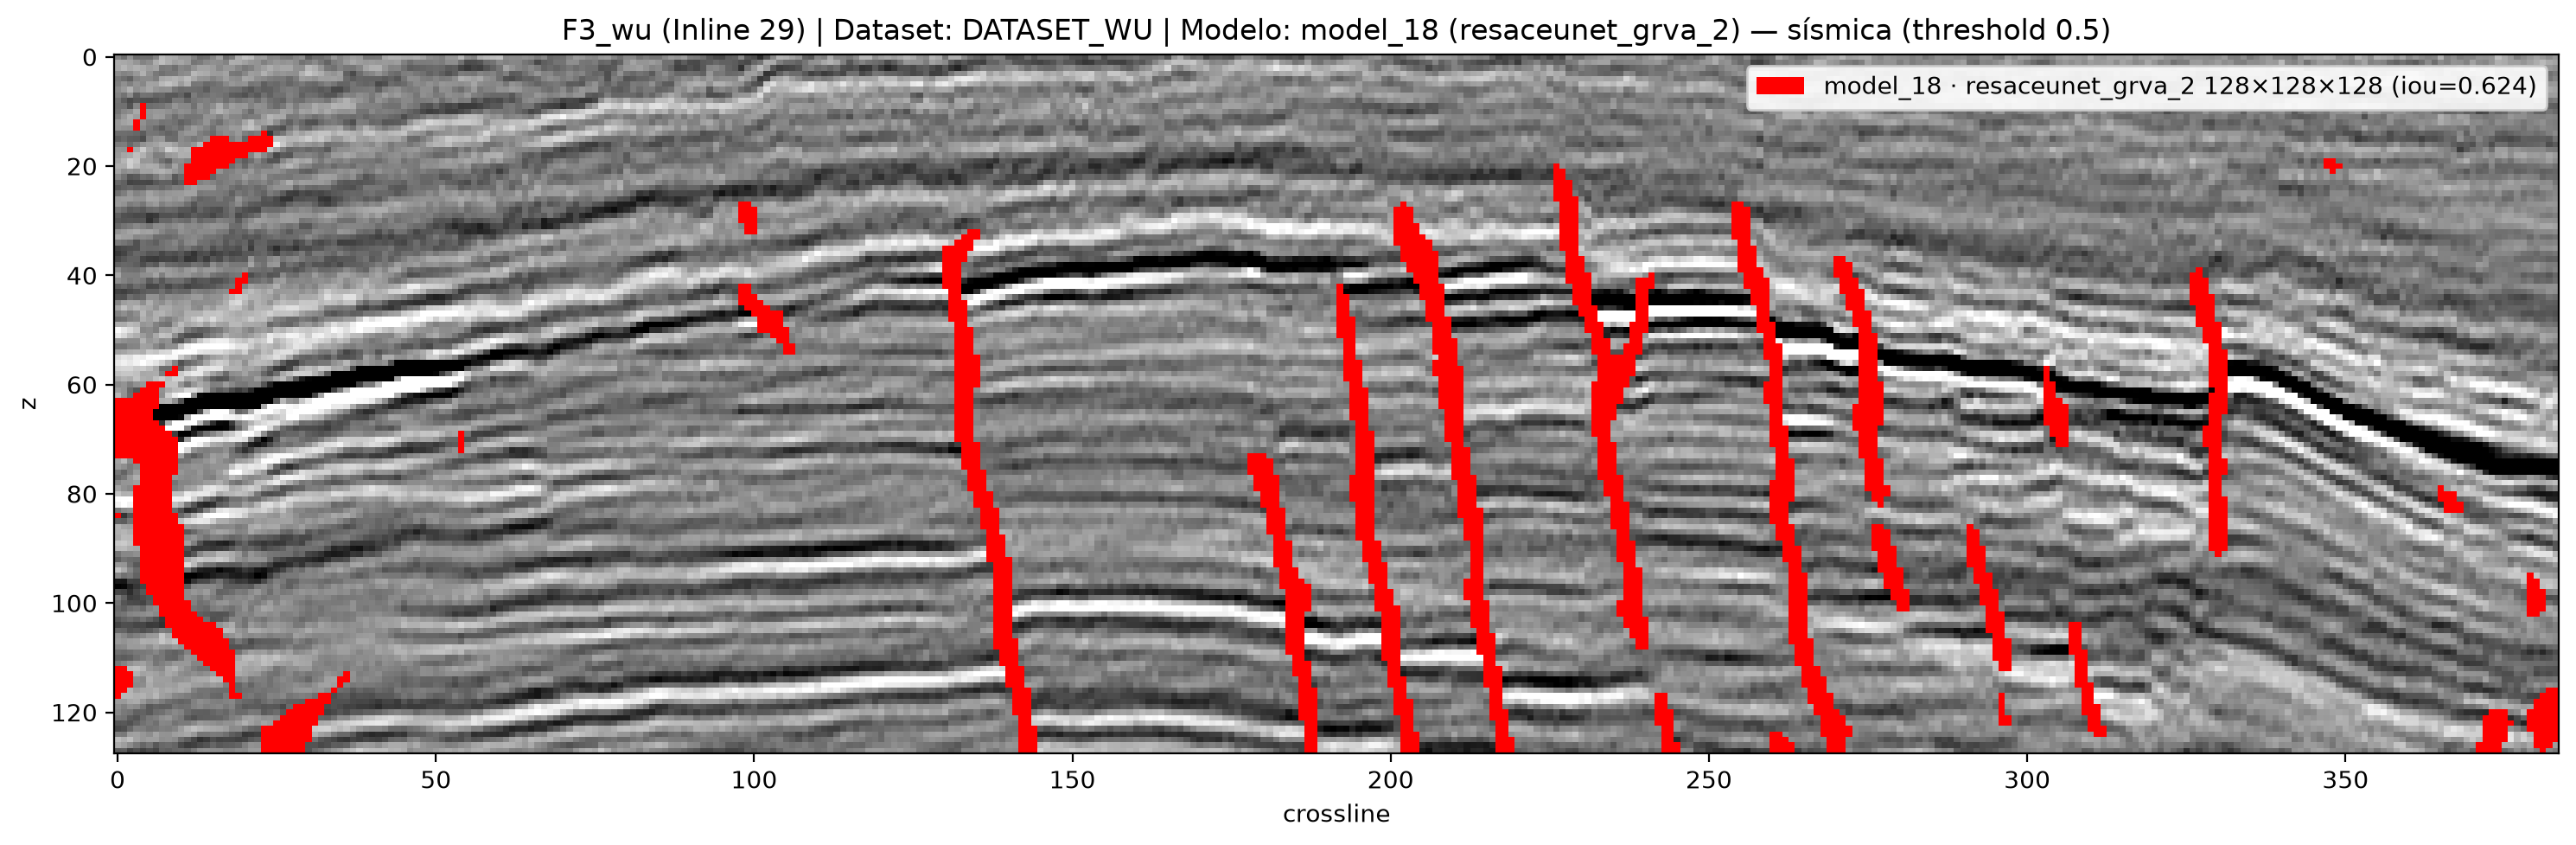 F3_wu (Inline 29) | Dataset: DATASET_WU | Modelo: model_18 (resaceunet_grva_2) — sísmica (threshold 0.5)
model_18 · resaceunet_grva_2 128×128×128 (iou=0.624)
0
20
40
60
80
100
120
z
0 50 100 150 200 250 300 350
crossline